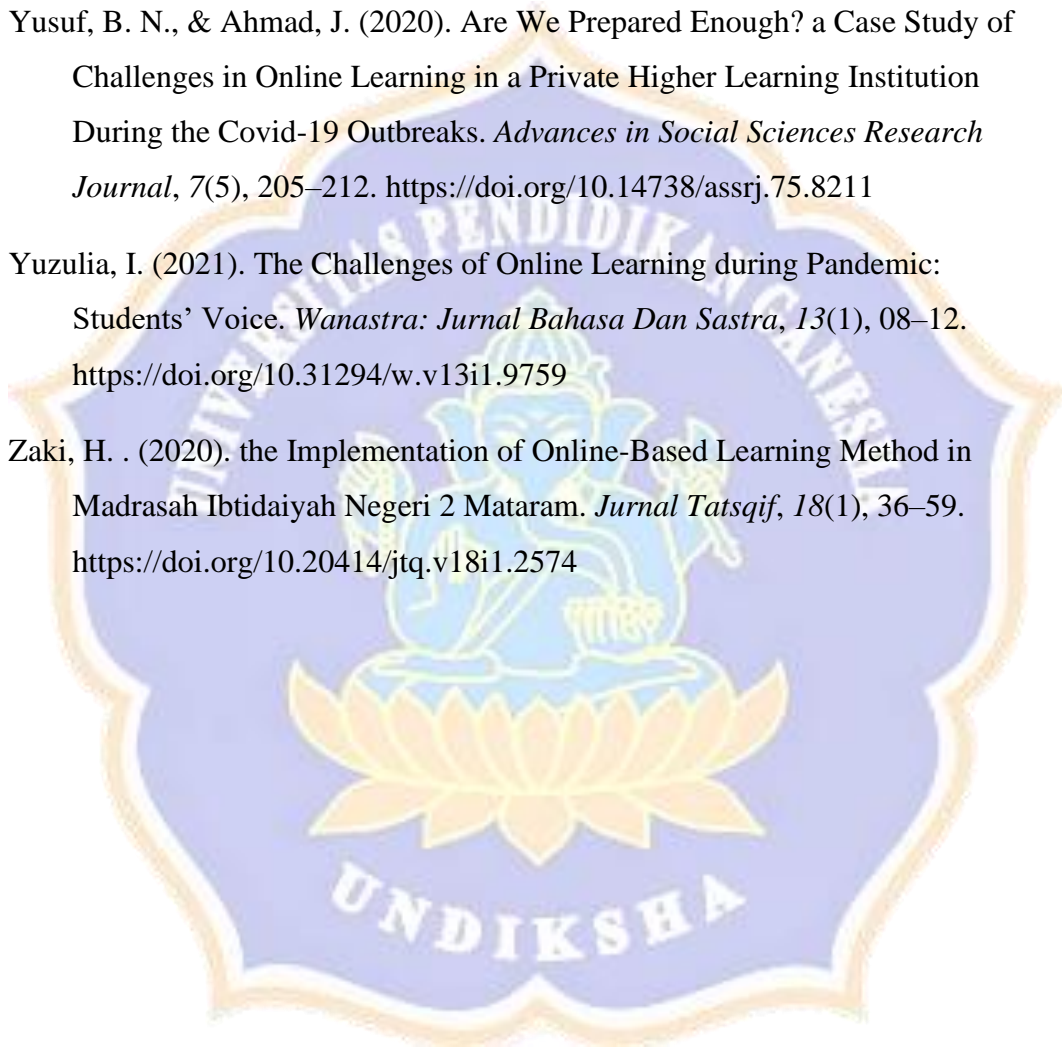 Yusuf, B. N., & Ahmad, J. (2020). Are We Prepared Enough? a Case Study of
Challenges in Online Learning in a Private Higher Learning Institution
During the Covid-19 Outbreaks. Advances in Social Sciences Research
Journal, 7(5), 205–212. https://doi.org/10.14738/assrj.75.8211
Yuzulia, I. (2021). The Challenges of Online Learning during Pandemic:
Students’ Voice. Wanastra: Jurnal Bahasa Dan Sastra, 13(1), 08–12.
https://doi.org/10.31294/w.v13i1.9759
Zaki, H. . (2020). the Implementation of Online-Based Learning Method in
Madrasah Ibtidaiyah Negeri 2 Mataram. Jurnal Tatsqif, 18(1), 36–59.
https://doi.org/10.20414/jtq.v18i1.2574
UNIVERSITAS PENDIDIKAN GANESHA
UNDIKSHA